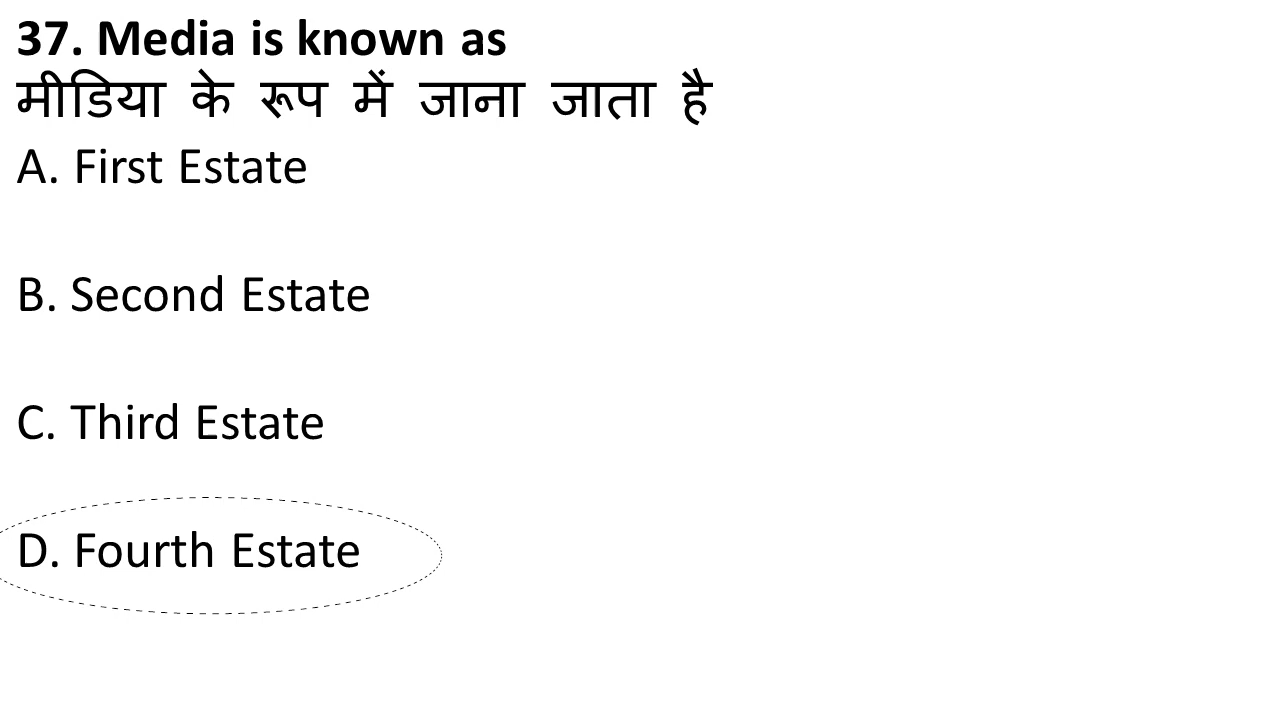 37. Media is known as
मीडिया के रूप में जाना जाता है
A. First Estate
B. Second Estate
C. Third Estate
D. Fourth Estate